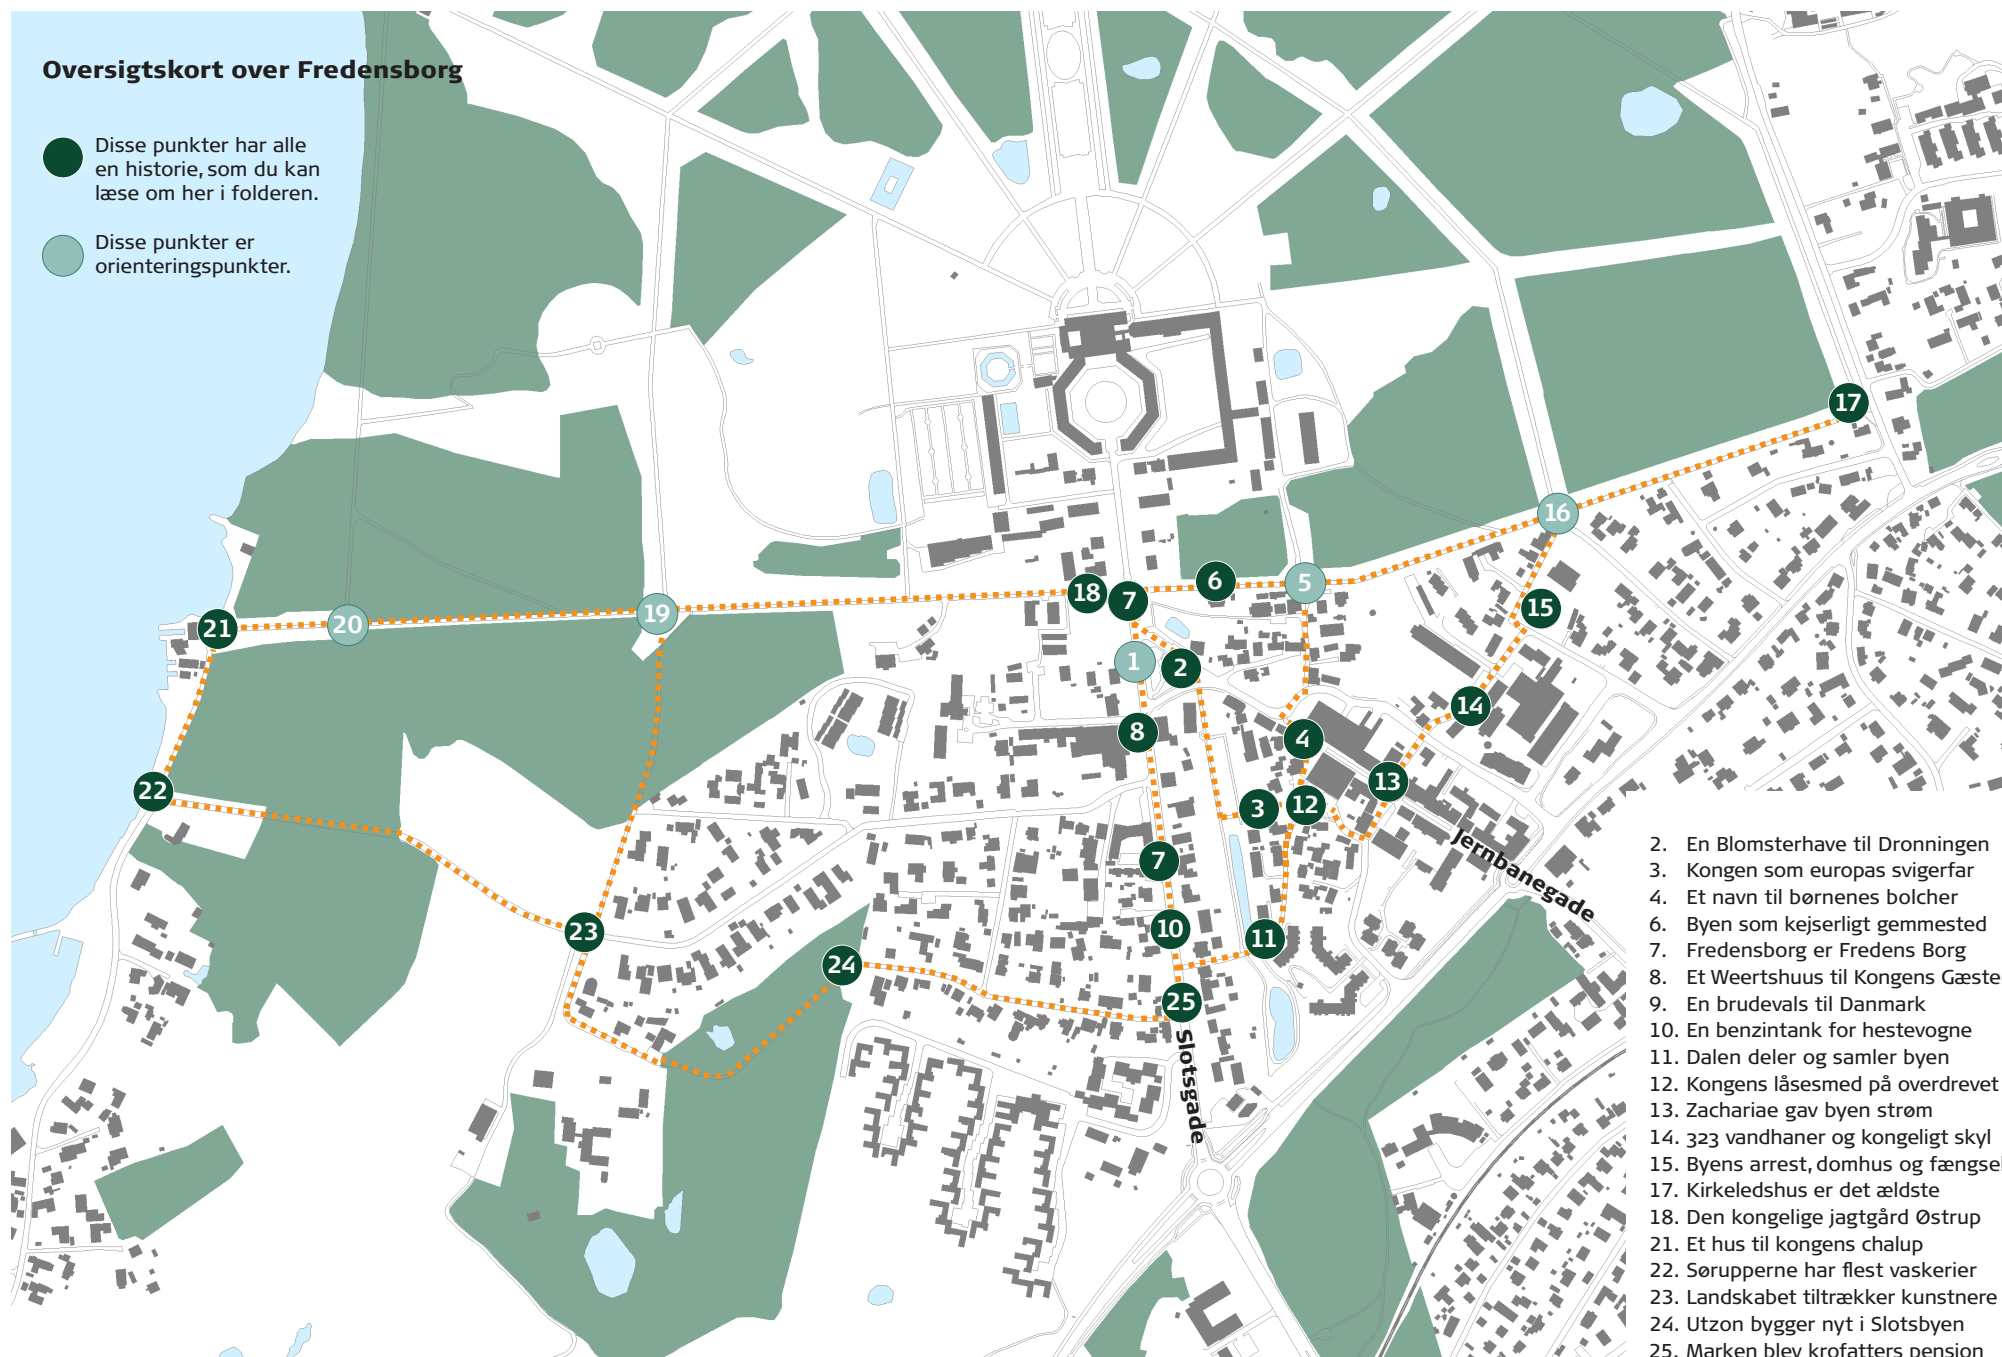 Oversigtskort over Fredensborg
Disse punkter har alle
en historie, som du kan
læse om her i folderen.
Disse punkter er
orienteringspunkter.
17
16
5
6
7
18
19
20
21
15
1
2
14
8
4
13
22
3
12
7
Jernbanegade
10
11
23
24
25
Slotsgade
2. En Blomsterhave til Dronningen
3. Kongen som europas svigerfar
4. Et navn til børnenes bolcher
6. Byen som kejserligt gemmested
7. Fredensborg er Fredens Borg
8. Et Weertshuus til Kongens Gæster
9. En brudevals til Danmark
10. En benzintank for hestevogne
11. Dalen deler og samler byen
12. Kongens låsesmed på overdrevet
13. Zachariae gav byen strøm
14. 323 vandhaner og kongeligt skyl
15. Byens arrest, domhus og fængsel
17. Kirkeledshus er det ældste
18. Den kongelige jagtgård Østrup
21. Et hus til kongens chalup
22. Sørupperne har flest vaskerier
23. Landskabet tiltrækker kunstnere
24. Utzon bygger nyt i Slotsbyen
25. Marken blev krofatters pension